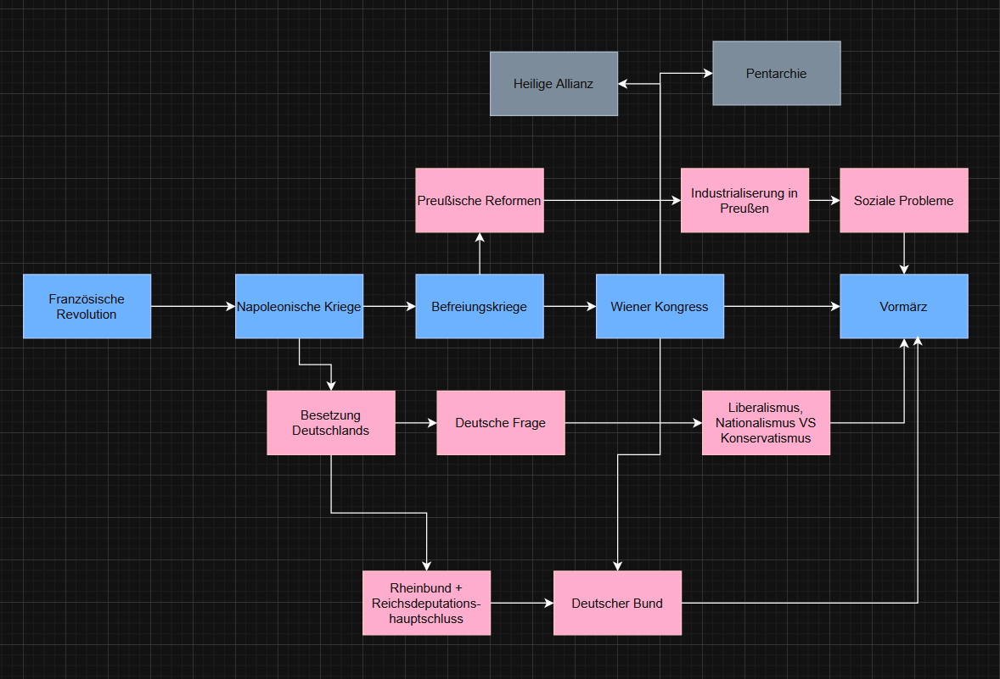 Heilige Allianz
Pentarchie
Preußische Reformen
Industrialiserung in
Preußen
Soziale Probleme
Französische
Revolution
Napoleonische Kriege
Befreiungskriege
Wiener Kongress
Vormärz
Besetzung
Deutschlands
Deutsche Frage
Liberalismus,
Nationalismus VS
Konservatismus
Rheinbund +
Reichsdeputations-
hauptschluss
Deutscher Bund